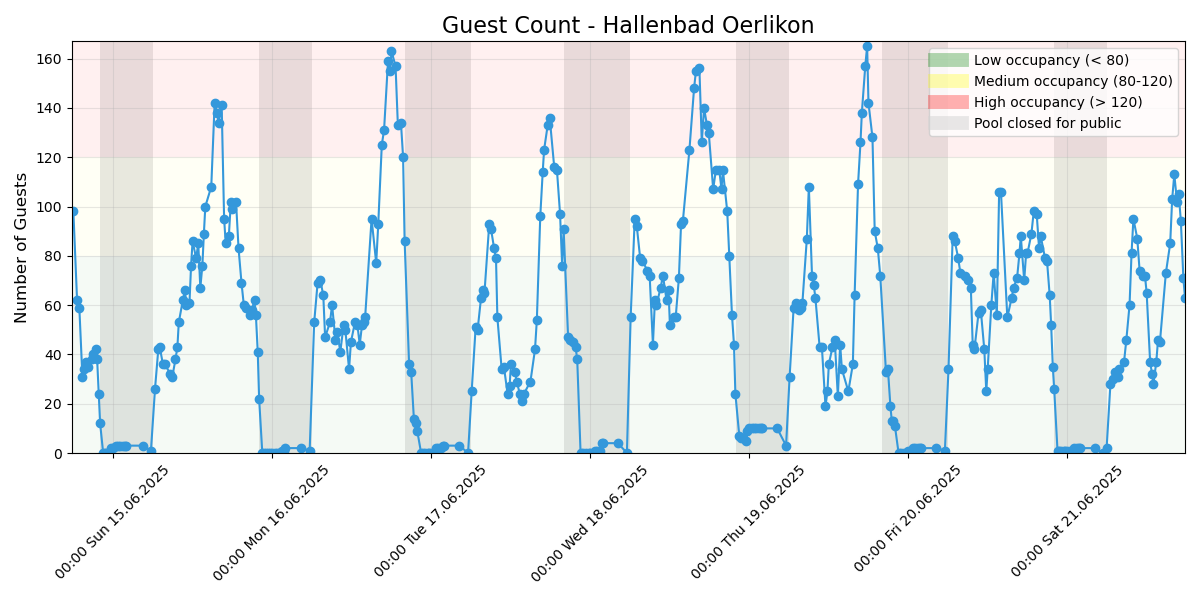 Guest Count - Hallenbad Oerlikon
Number of Guests
160
140
120
100
80
60
40
20
0
Low occupancy (< 80)
Medium occupancy (80-120)
High occupancy (> 120)
Pool closed for public
00:00 Sun 15.06.2025
00:00 Mon 16.06.2025
00:00 Tue 17.06.2025
00:00 Wed 18.06.2025
00:00 Thu 19.06.2025
00:00 Fri 20.06.2025
00:00 Sat 21.06.2025